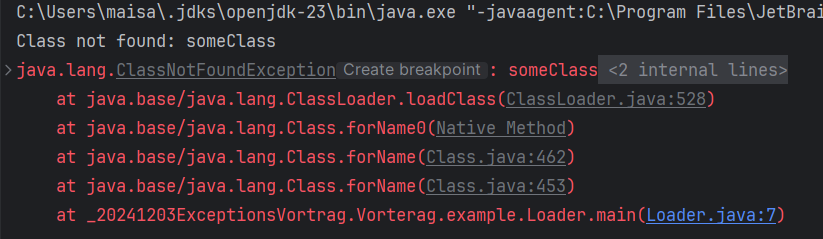 C:\Users\maisa\.jdks\openjdk-23\bin\java.exe "-javaagent:C:\Program Files\JetBrai
Class not found: someClass
java.lang.ClassNotFoundException Create breakpoint : someClass <2 internal lines>
at java.base/java.lang.ClassLoader.loadClass(ClassLoader.java:528)
at java.base/java.lang.Class.forName0(Native Method)
at java.base/java.lang.Class.forName(Class.java:462)
at java.base/java.lang.Class.forName(Class.java:453)
at _20241203ExceptionsVortrag.Vorterag.example.Loader.main(Loader.java:7)